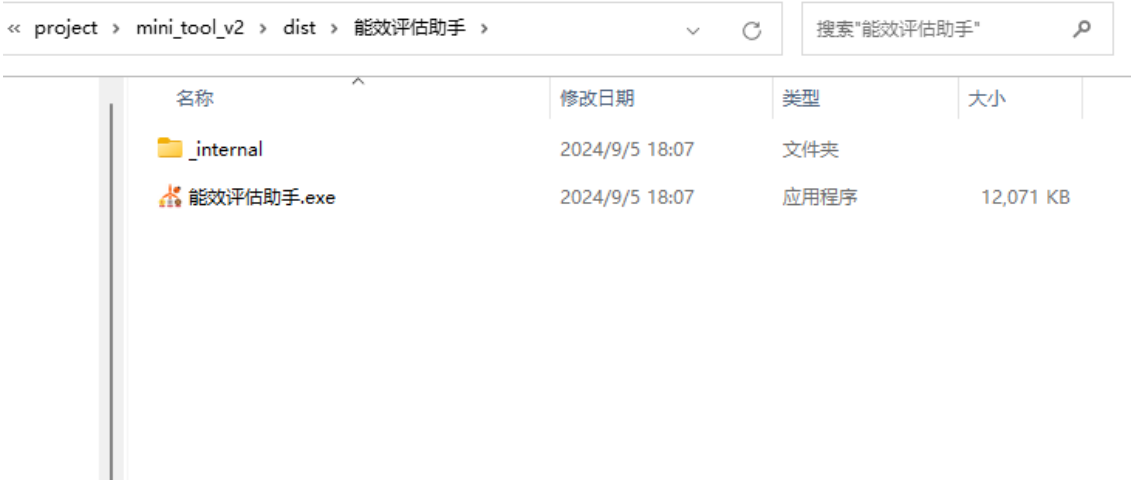 « project › mini_tool_v2 › dist › 能效评估助手 › 搜索"能效评估助手"
名称 修改日期 类型 大小
_internal 2024/9/5 18:07 文件夹
能效评估助手.exe 2024/9/5 18:07 应用程序 12,071 KB